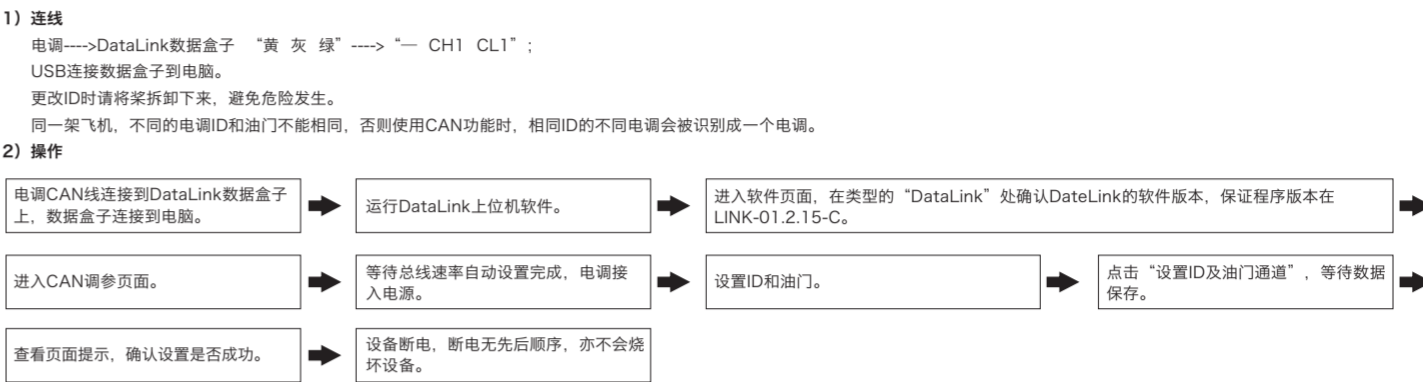 1）连线
电调---->DataLink数据盒子 “黄 灰 绿”---->“— CH1 CL1”；
USB连接数据盒子到电脑。
更改ID时请将桨拆卸下来，避免危险发生。
同一架飞机，不同的电调ID和油门不能相同，否则使用CAN功能时，相同ID的不同电调会被识别成一个电调。
2）操作
电调CAN线连接到DataLink数据盒子
上，数据盒子连接到电脑。
运行DataLink上位机软件。
进入软件页面，在类型的“DataLink”处确认DateLink的软件版本，保证程序版本在
LINK-01.2.15-C。
进入CAN调参页面。
等待总线速率自动设置完成，电调接
入电源。
设置ID和油门。
点击“设置ID及油门通道”，等待数据
保存。
查看页面提示，确认设置是否成功。
设备断电，断电无先后顺序，亦不会烧
坏设备。